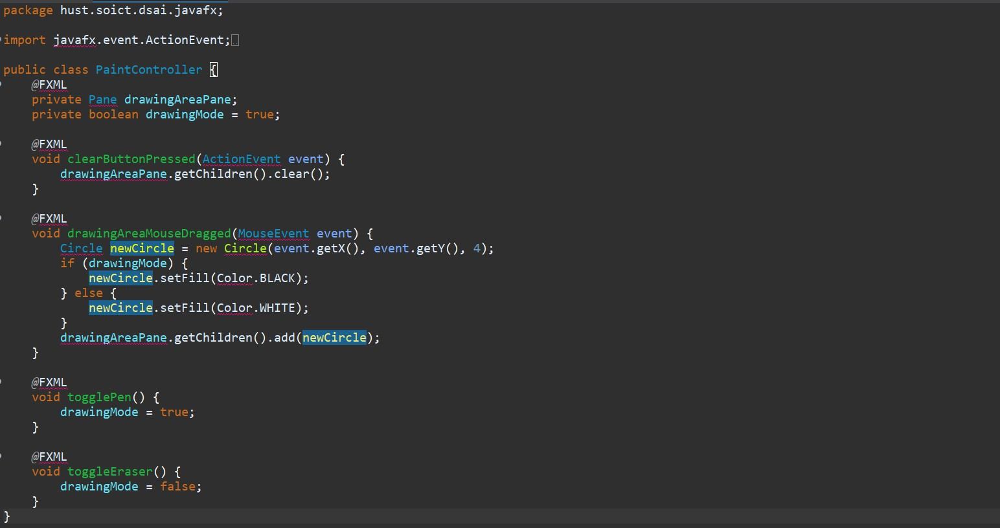 package hust.soict.dsai.javafx;
import javafx.event.ActionEvent;
public class PaintController {
@FXML
private Pane drawingAreaPane;
private boolean drawingMode = true;
@FXML
void clearButtonPressed(ActionEvent event) {
drawingAreaPane.getChildren().clear();
}
@FXML
void drawingAreaMouseDragged(MouseEvent event) {
Circle newCircle = new Circle(event.getX(), event.getY(), 4);
if (drawingMode) {
newCircle.setFill(Color.BLACK);
} else {
newCircle.setFill(Color.WHITE);
}
drawingAreaPane.getChildren().add(newCircle);
}
@FXML
void togglePen() {
drawingMode = true;
}
@FXML
void toggleEraser() {
drawingMode = false;
}
}